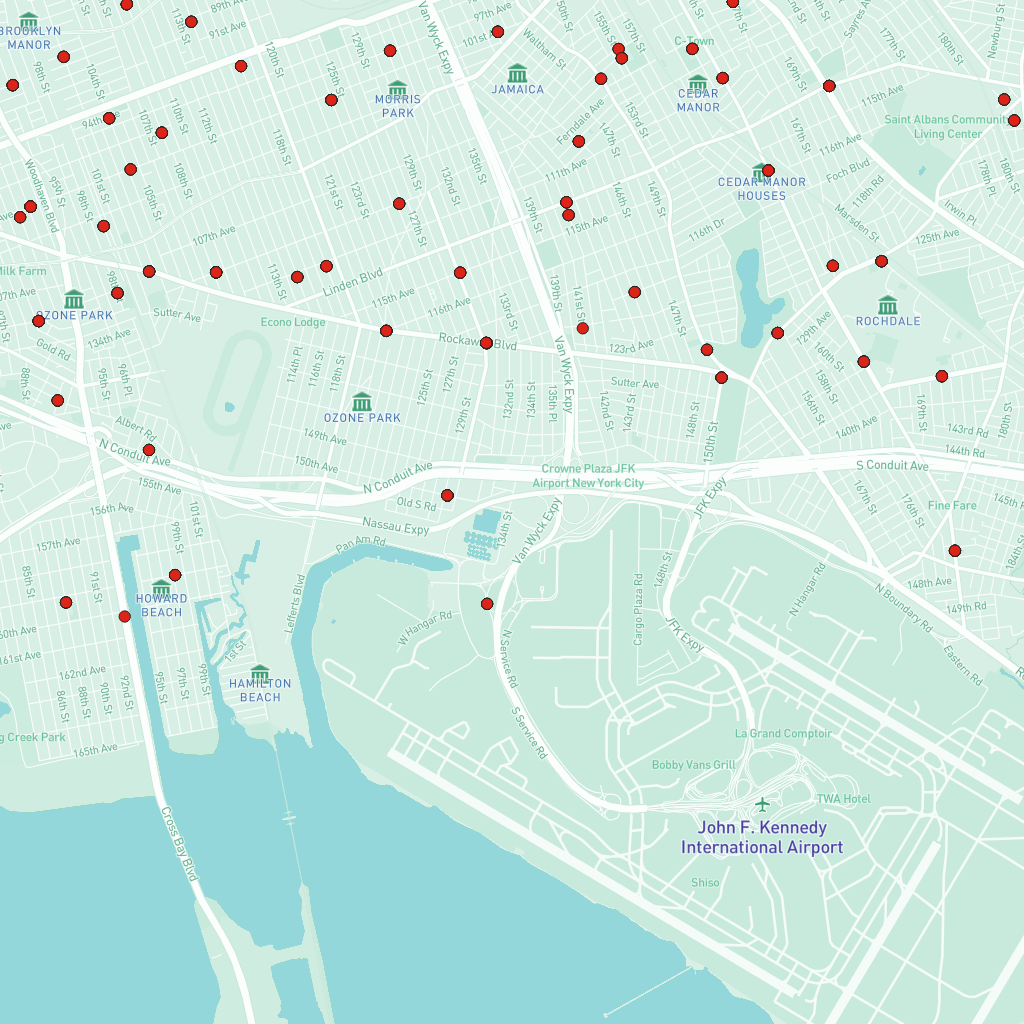 BROOKLYN
MANOR
89th Ave
91st Ave
97th Ave
101st Ave
113th St
120th St
Van Wyck Expy
Waltham St
155th St
C-Town
Newburg St
98th St
104th St
129th St
JAMAICA
CEDAR
MANOR
115th Ave
MORRIS
PARK
107th St
110th St
112th St
118th St
123rd St
153rd St
94th Ave
Ferndale Ave
147th St
167th St
116th Ave
Saint Albans Community
Living Center
Woodhaven Blvd
95th St
101st St
105th St
108th St
121st St
129th St
127th St
132nd St
135th St
111th Ave
146th St
149th St
CEDAR MANOR
HOUSES
Foch Blvd
118th Rd
178th Pl
180th St
Irwin Pl
98th St
107th Ave
139th St
115th Ave
116th Dr
Marsden St
125th Ave
Milk Farm
98th St
113th St
Linden Blvd
115th Ave
116th Ave
133rd St
139th St
141st St
147th St
OZONE PARK
Sutter Ave
134th Ave
Econo Lodge
Rockaway Blvd
123rd Ave
129th Ave
160th St
ROCHDALE
Gold Rd
88th St
95th St
96th Pl
114th Pl
116th St
118th St
125th St
127th St
Van Wyck Expy
Sutter Ave
158th St
156th St
OZONE PARK
129th St
132nd St
134th St
135th Pl
142nd St
143rd St
148th St
150th St
169th St
180th St
Albert Rd
149th Ave
140th Ave
143rd Rd
144th Rd
N Conduit Ave
150th Ave
N Conduit Ave
Crowne Plaza JFK
Airport New York City
S Conduit Ave
155th Ave
156th Ave
101st St
99th St
Old S Rd
Nassau Expy
134th St
JFK Expy
Fine Fare
145th
157th Ave
Pan Am Rd
Van Wyck Expy
184th St
85th St
91st St
Lefferts Blvd
148th St
Cargo Plaza Rd
N Hangar Rd
148th Ave
HOWARD
BEACH
W Hangar Rd
N Boundary Rd
149th Rd
161st Ave
1st St
JFK Expy
N Service Rd
Eastern Rd
162nd Ave
86th St
88th St
90th St
92nd St
95th St
97th St
99th St
HAMILTON
BEACH
S Service Rd
165th Ave
La Grand Comptoir
Bobby Vans Grill
TWA Hotel
Cross Bay Blvd
John F. Kennedy
International Airport
Shiso